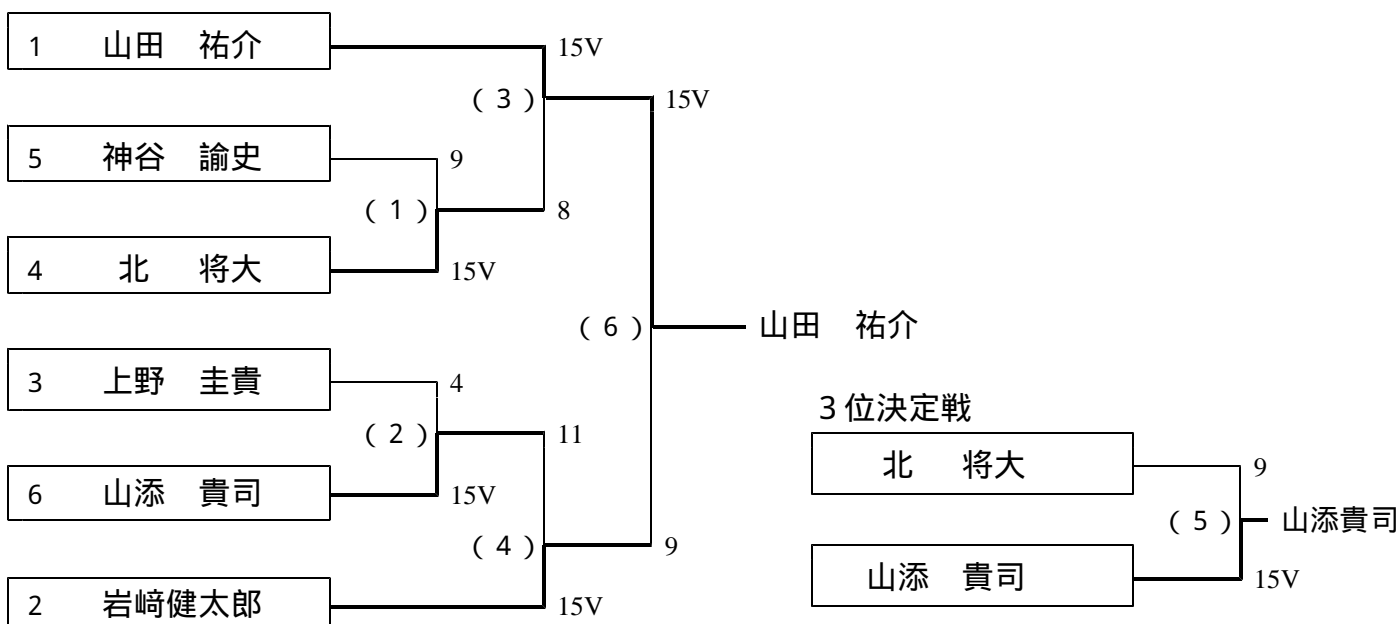 1 山田 祐介 15V
(3) 15V
5 神谷 諭史 9
(1) 8
4 北 将大 15V
(6) 山田 祐介
3 上野 圭貴 4
3位決定戦
(2) 11
北 将大 9
6 山添 貴司 15V
(5) 山添貴司
(4) 9
山添 貴司 15V
2 岩﨑健太郎 15V